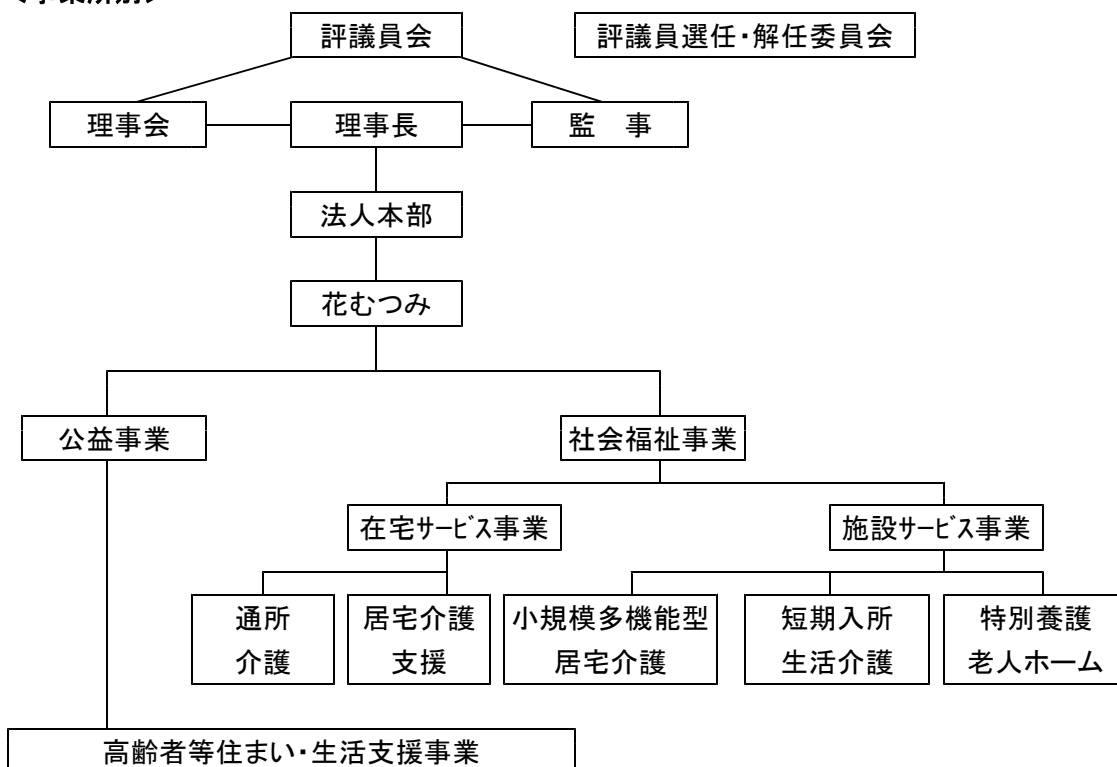 評議員会
評議員選任・解任委員会
理事会
理事長
監　事
法人本部
花むつみ
公益事業
社会福祉事業
在宅ｻｰﾋﾞｽ事業
施設ｻｰﾋﾞｽ事業
通所
介護
居宅介護
支援
小規模多機能型
居宅介護
短期入所
生活介護
特別養護
老人ホーム
高齢者等住まい・生活支援事業